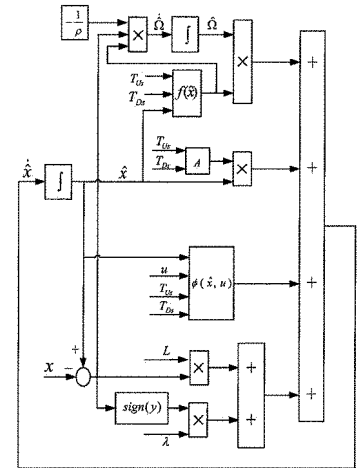 -1/ρ
×
Ω̂̇
∫
Ω̂
×
+
T_Us
T_Ds
f(x̂)
T_Us
T_Ds
A
×
+
x̂̇
∫
x̂
u
T_Us
T_Ds
ϕ(x̂, u)
+
+
x
−
L
×
+
sign(y)
×
λ
+
+